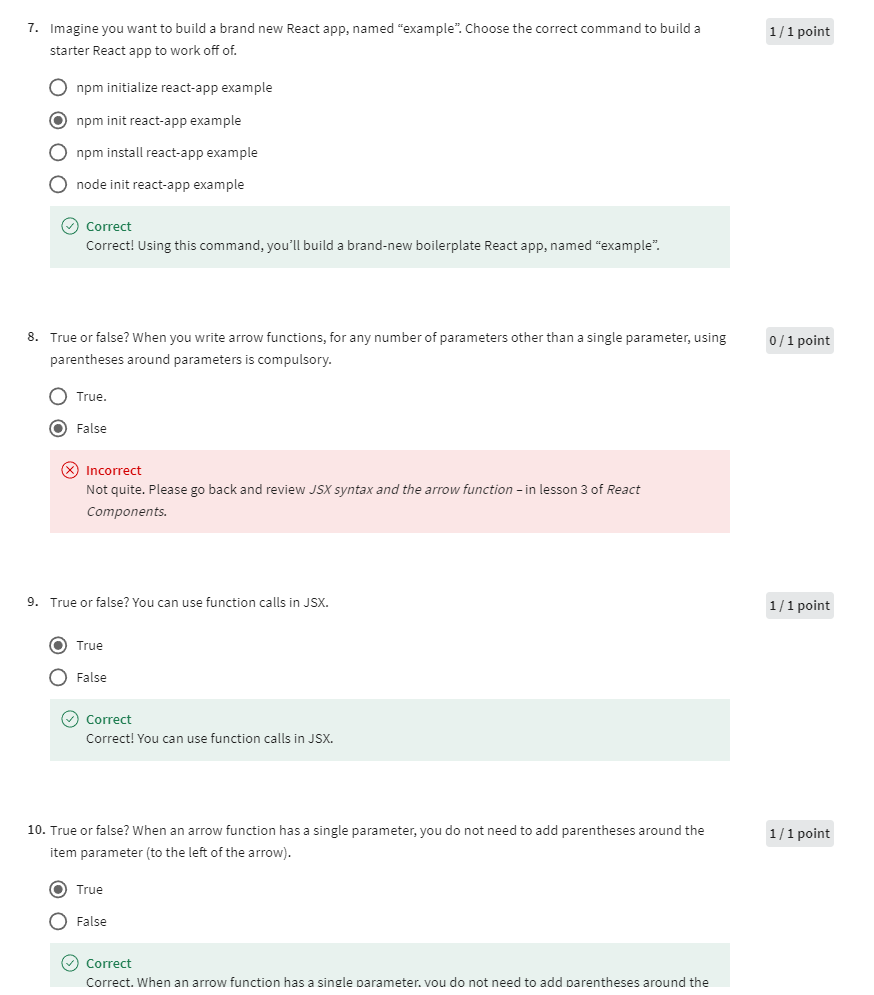 7. Imagine you want to build a brand new React app, named “example”. Choose the correct command to build a
1 / 1 point
starter React app to work off of.
npm initialize react-app example
npm init react-app example
npm install react-app example
node init react-app example
Correct
Correct! Using this command, you’ll build a brand-new boilerplate React app, named “example”.
8. True or false? When you write arrow functions, for any number of parameters other than a single parameter, using
0 / 1 point
parentheses around parameters is compulsory.
True.
False
Incorrect
Not quite. Please go back and review JSX syntax and the arrow function – in lesson 3 of React
Components.
9. True or false? You can use function calls in JSX.
1 / 1 point
True
False
Correct
Correct! You can use function calls in JSX.
10. True or false? When an arrow function has a single parameter, you do not need to add parentheses around the
1 / 1 point
item parameter (to the left of the arrow).
True
False
Correct
Correct. When an arrow function has a single parameter, you do not need to add parentheses around the